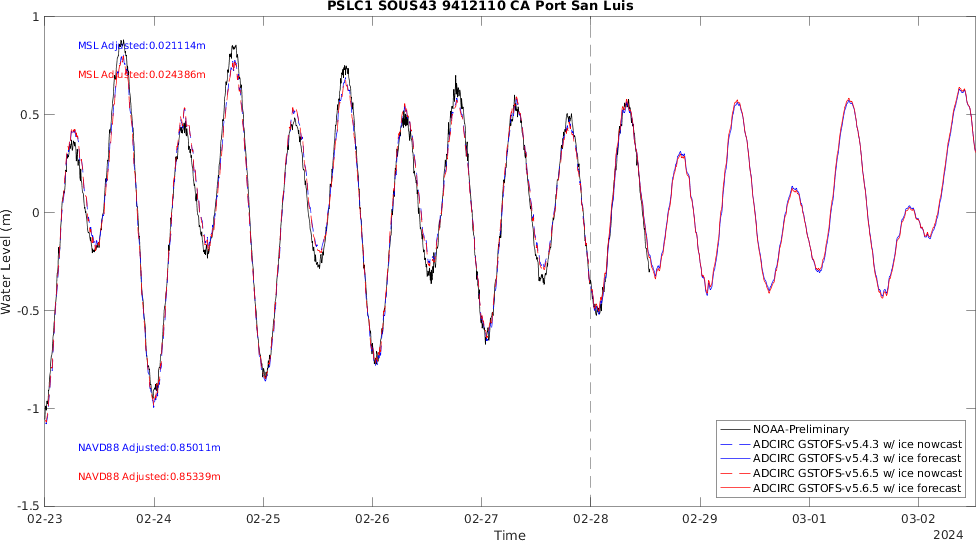 PSLC1 SOUS43 9412110 CA Port San Luis
1
MSL Adjusted:0.021114m
MSL Adjusted:0.024386m
0.5
0
Water Level (m)
-0.5
-1
NAVD88 Adjusted:0.85011m
NAVD88 Adjusted:0.85339m
NOAA-Preliminary
ADCIRC GSTOFS-v5.4.3 w/ ice nowcast
ADCIRC GSTOFS-v5.4.3 w/ ice forecast
ADCIRC GSTOFS-v5.6.5 w/ ice nowcast
ADCIRC GSTOFS-v5.6.5 w/ ice forecast
-1.5
02-23 02-24 02-25 02-26 02-27 02-28 02-29 03-01 03-02
Time
2024